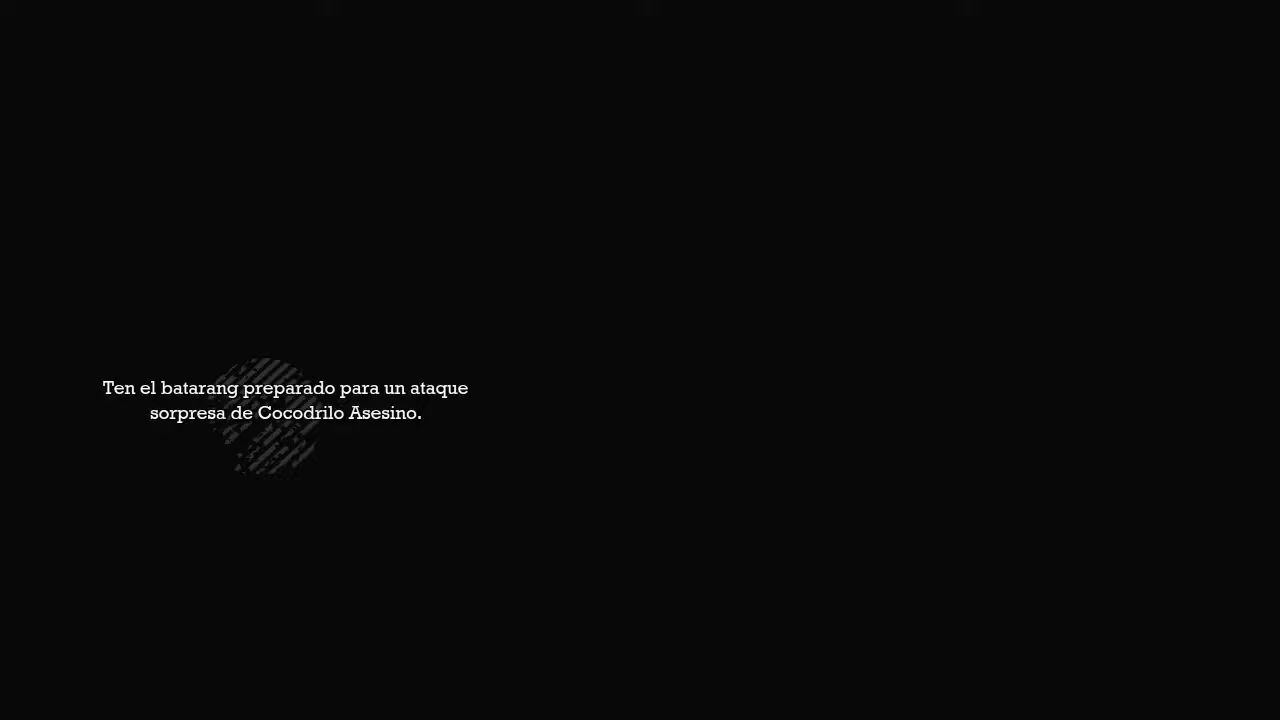 Ten el batarang preparado para un ataque
sorpresa de Cocodrilo Asesino.